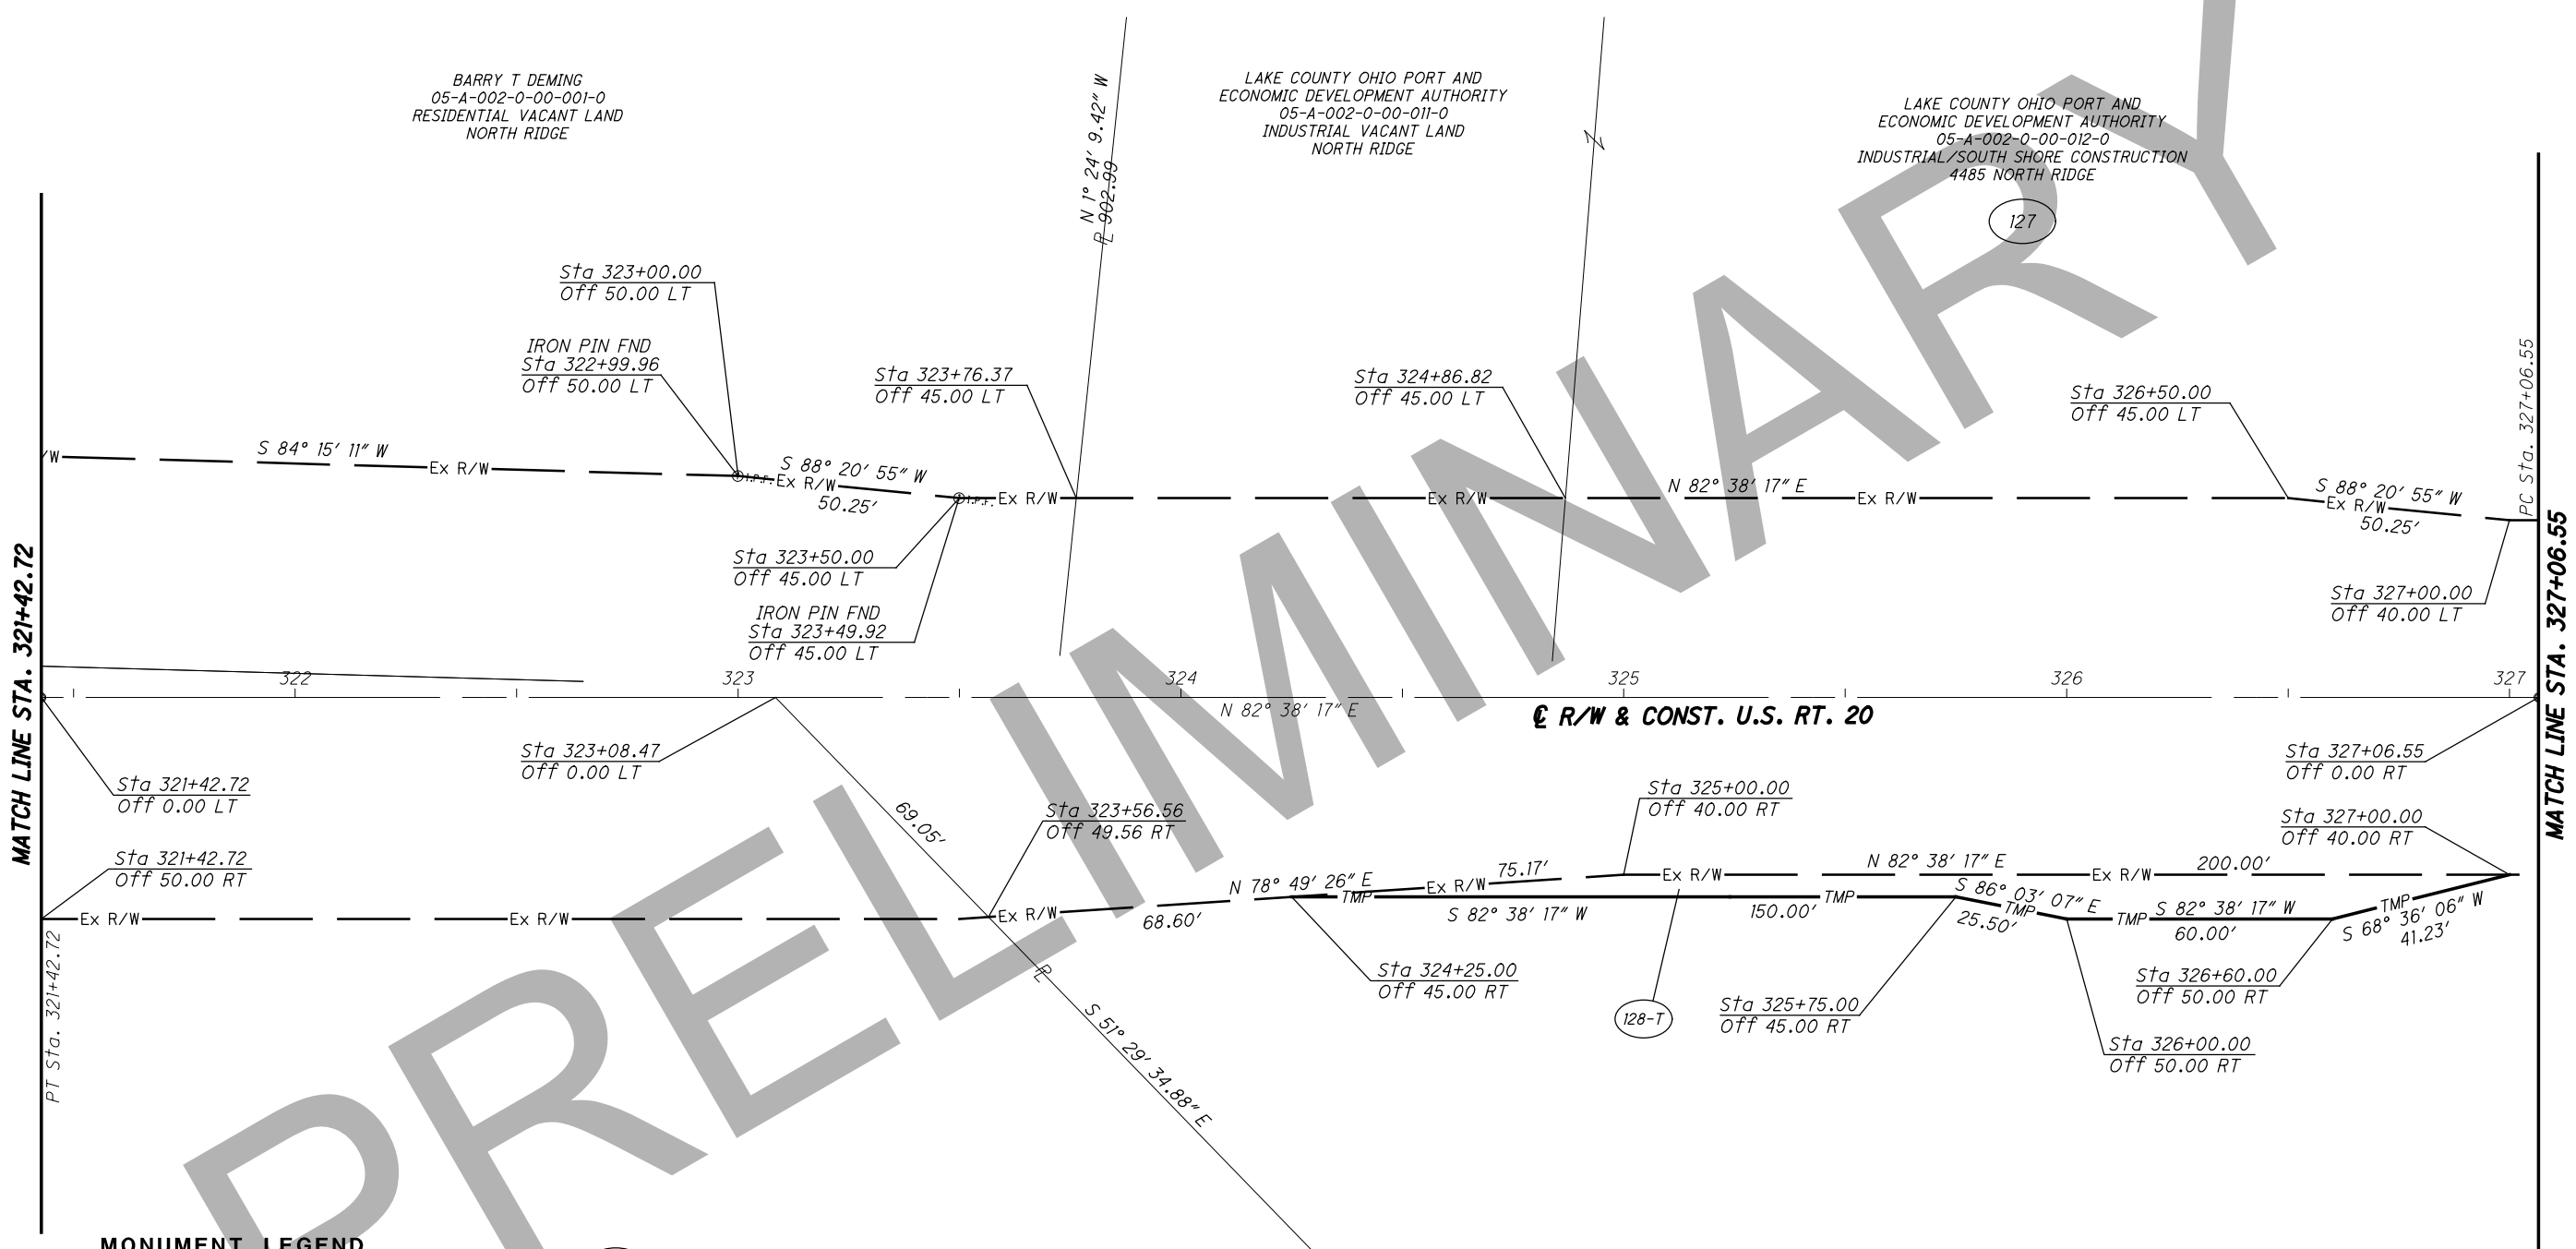 BARRY T DEMING
05-A-002-0-00-001-0
RESIDENTIAL VACANT LAND
NORTH RIDGE
N 1° 24' 9.42" W
PL 902.99
LAKE COUNTY OHIO PORT AND
ECONOMIC DEVELOPMENT AUTHORITY
05-A-002-0-00-011-0
INDUSTRIAL VACANT LAND
NORTH RIDGE
Z
LAKE COUNTY OHIO PORT AND
ECONOMIC DEVELOPMENT AUTHORITY
05-A-002-0-00-012-0
INDUSTRIAL/SOUTH SHORE CONSTRUCTION
4485 NORTH RIDGE
127
Sta 323+00.00
Off 50.00 LT
IRON PIN FND
Sta 322+99.96
Off 50.00 LT
Sta 323+76.37
Off 45.00 LT
Sta 324+86.82
Off 45.00 LT
Sta 326+50.00
Off 45.00 LT
PC Sta. 327+06.55
/W
S 84° 15' 11" W
Ex R/W
I.P.F.
S 88° 20' 55" W
Ex R/W
50.25'
I.P.F.
Ex R/W
Ex R/W
N 82° 38' 17" E
Ex R/W
S 88° 20' 55" W
Ex R/W
50.25'
Sta 323+50.00
Off 45.00 LT
IRON PIN FND
Sta 323+49.92
Off 45.00 LT
Sta 327+00.00
Off 40.00 LT
MATCH LINE STA. 321+42.72
MATCH LINE STA. 327+06.55
322
323
324
325
326
327
N 82° 38' 17" E
℄ R/W & CONST. U.S. RT. 20
Sta 323+08.47
Off 0.00 LT
Sta 321+42.72
Off 0.00 LT
Sta 327+06.55
Off 0.00 RT
69.05'
Sta 323+56.56
Off 49.56 RT
Sta 325+00.00
Off 40.00 RT
Sta 327+00.00
Off 40.00 RT
Sta 321+42.72
Off 50.00 RT
Ex R/W
Ex R/W
Ex R/W
68.60'
N 78° 49' 26" E
TMP
Ex R/W
75.17'
Ex R/W
N 82° 38' 17" E
Ex R/W
200.00'
S 82° 38' 17" W
150.00'
TMP
S 86° 03' 07" E
TMP
25.50'
TMP
S 82° 38' 17" W
60.00'
TMP
S 68° 36' 06" W
41.23'
PT Sta. 321+42.72
PL
S 51° 29' 34.88" E
Sta 324+25.00
Off 45.00 RT
128-T
Sta 325+75.00
Off 45.00 RT
Sta 326+60.00
Off 50.00 RT
Sta 326+00.00
Off 50.00 RT
PRELIMINARY
MONUMENT LEGEND